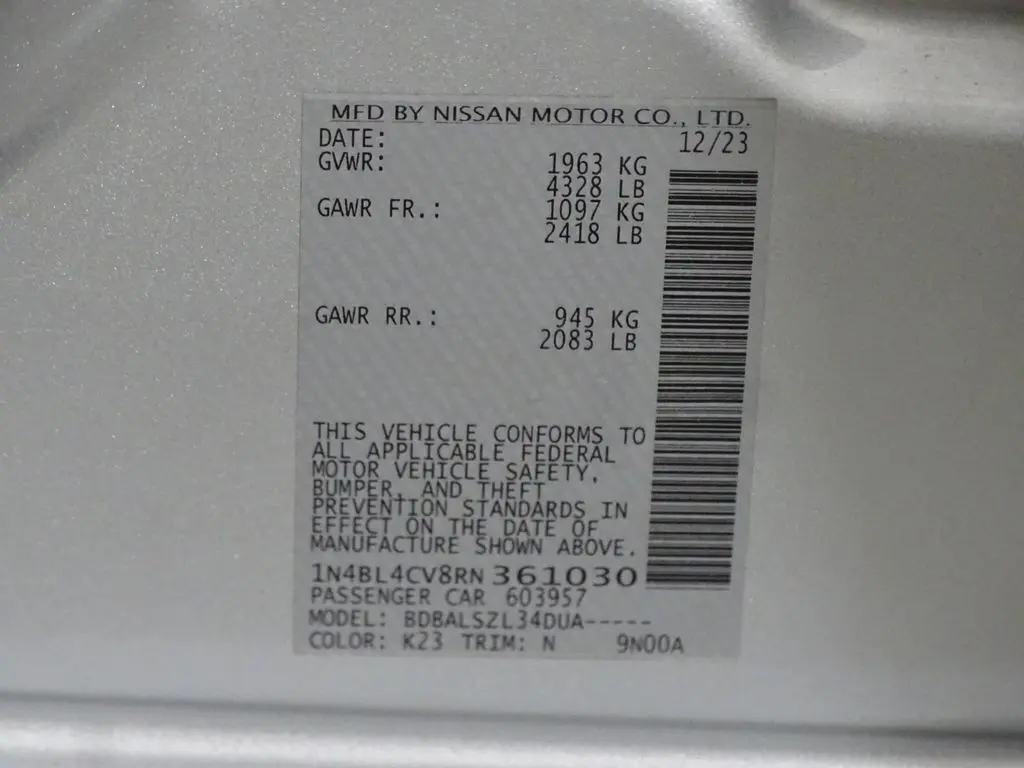 MFD BY NISSAN MOTOR CO., LTD.
DATE: 12/23
GVWR: 1963 KG
4328 LB
GAWR FR.: 1097 KG
2418 LB
GAWR RR.: 945 KG
2083 LB
THIS VEHICLE CONFORMS TO
ALL APPLICABLE FEDERAL
MOTOR VEHICLE SAFETY,
BUMPER, AND THEFT
PREVENTION STANDARDS IN
EFFECT ON THE DATE OF
MANUFACTURE SHOWN ABOVE.
1N4BL4CV8RN361030
PASSENGER CAR 603957
MODEL: BDBALSZL34DUA-----
COLOR: K23 TRIM: N 9N00A